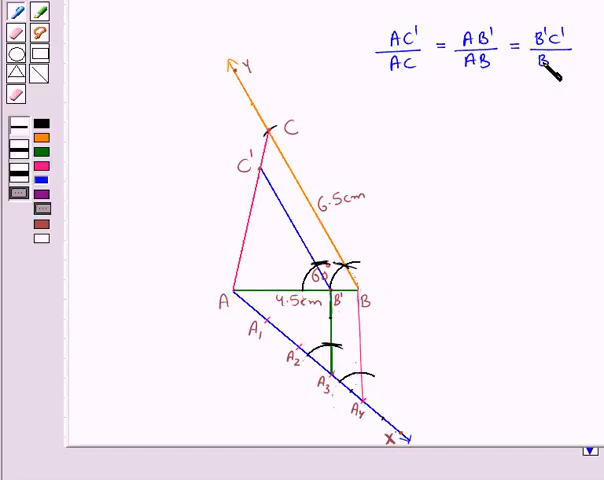 AC' / AC = AB' / AB = B'C' / B
Y
C
C'
6.5cm
60°
A
4.5cm
B'
B
A1
A2
A3
A4
X